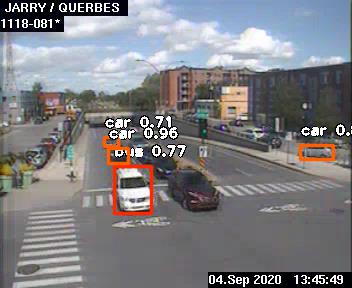 JARRY / QUERBES
1118-081*
car 0.71
car 0.96
bus 0.77
car 0.8
04.Sep 2020 13:45:49